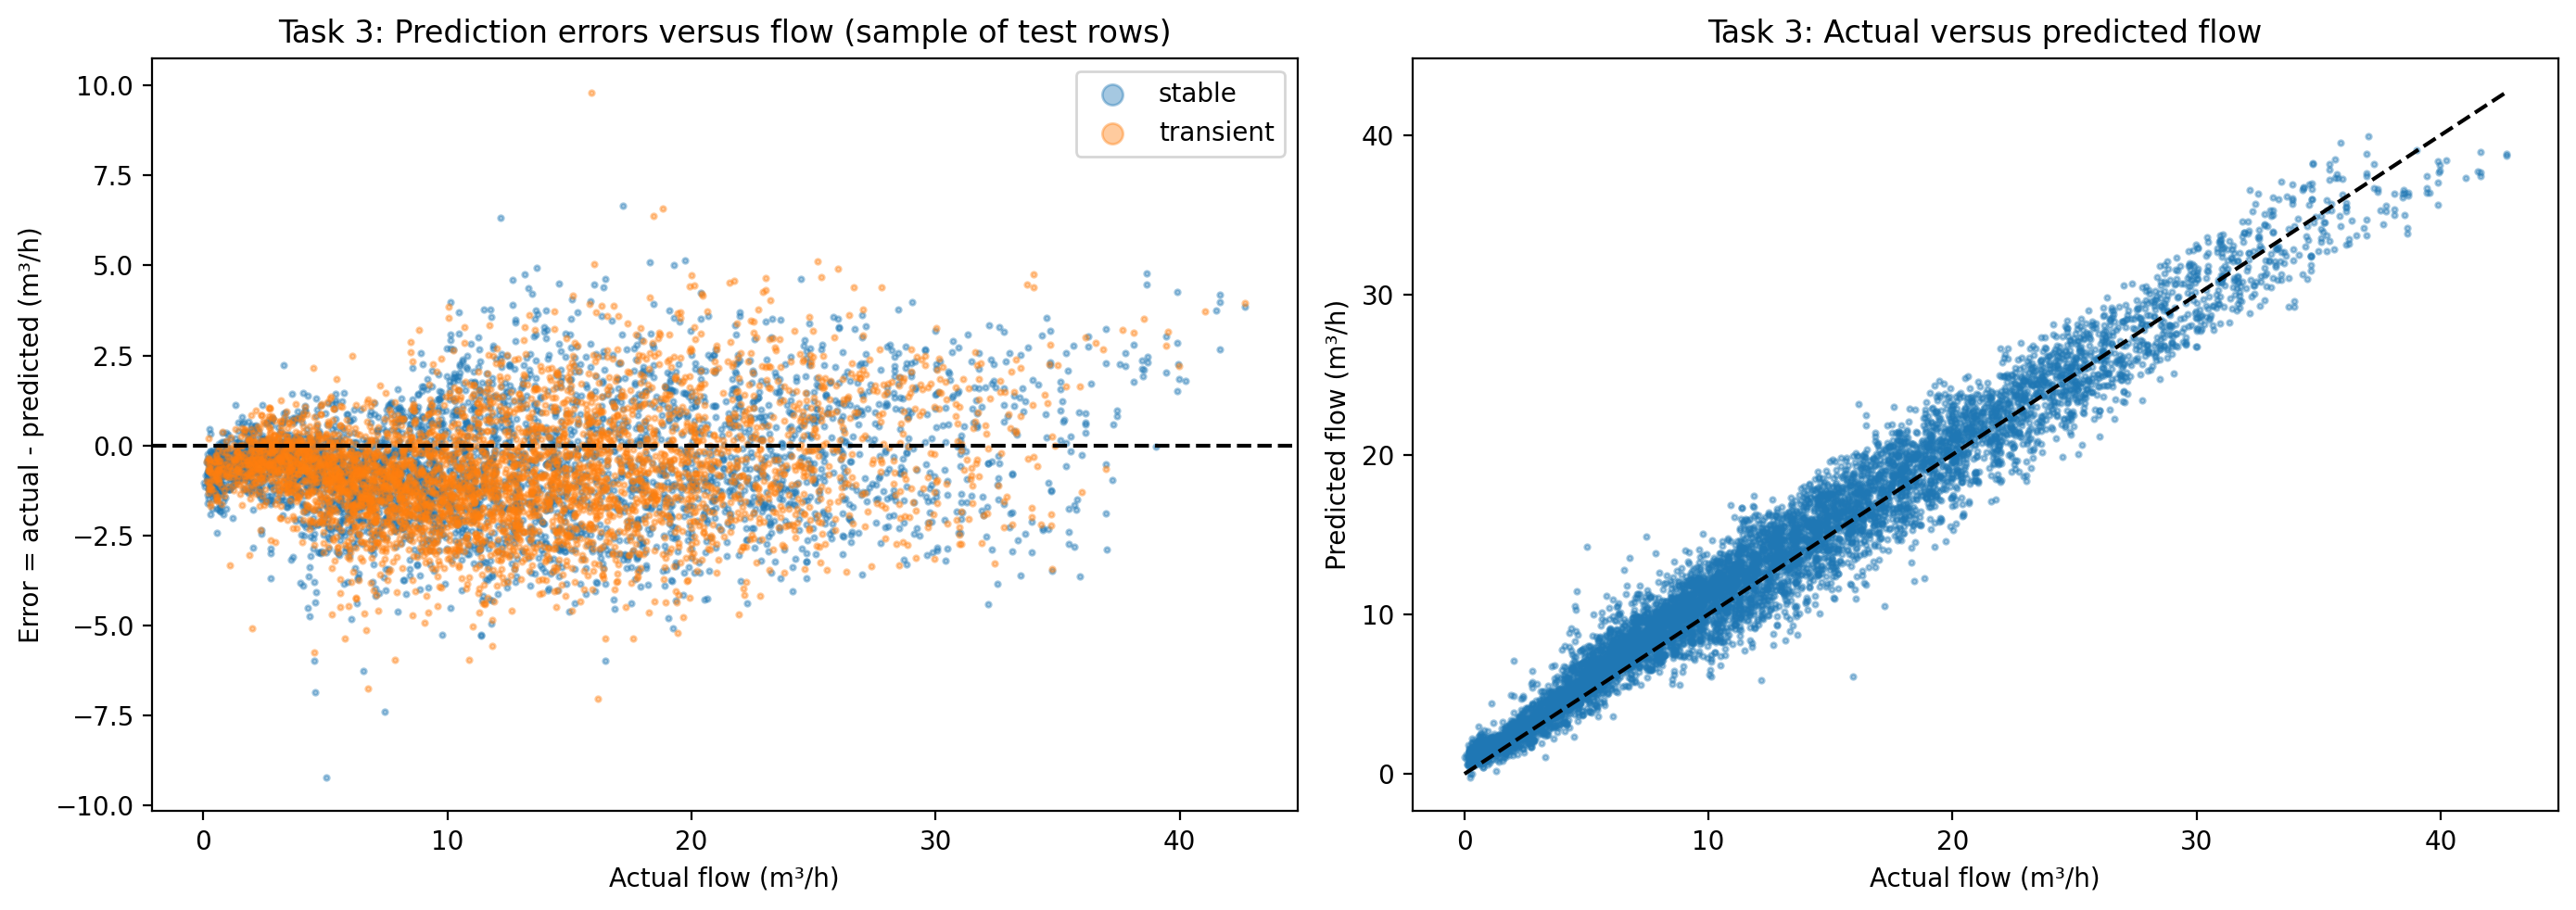 Task 3: Prediction errors versus flow (sample of test rows)
Error = actual - predicted (m³/h)
10.0
7.5
5.0
2.5
0.0
−2.5
−5.0
−7.5
−10.0
stable
transient
0 10 20 30 40
Actual flow (m³/h)
Task 3: Actual versus predicted flow
Predicted flow (m³/h)
40
30
20
10
0
0 10 20 30 40
Actual flow (m³/h)